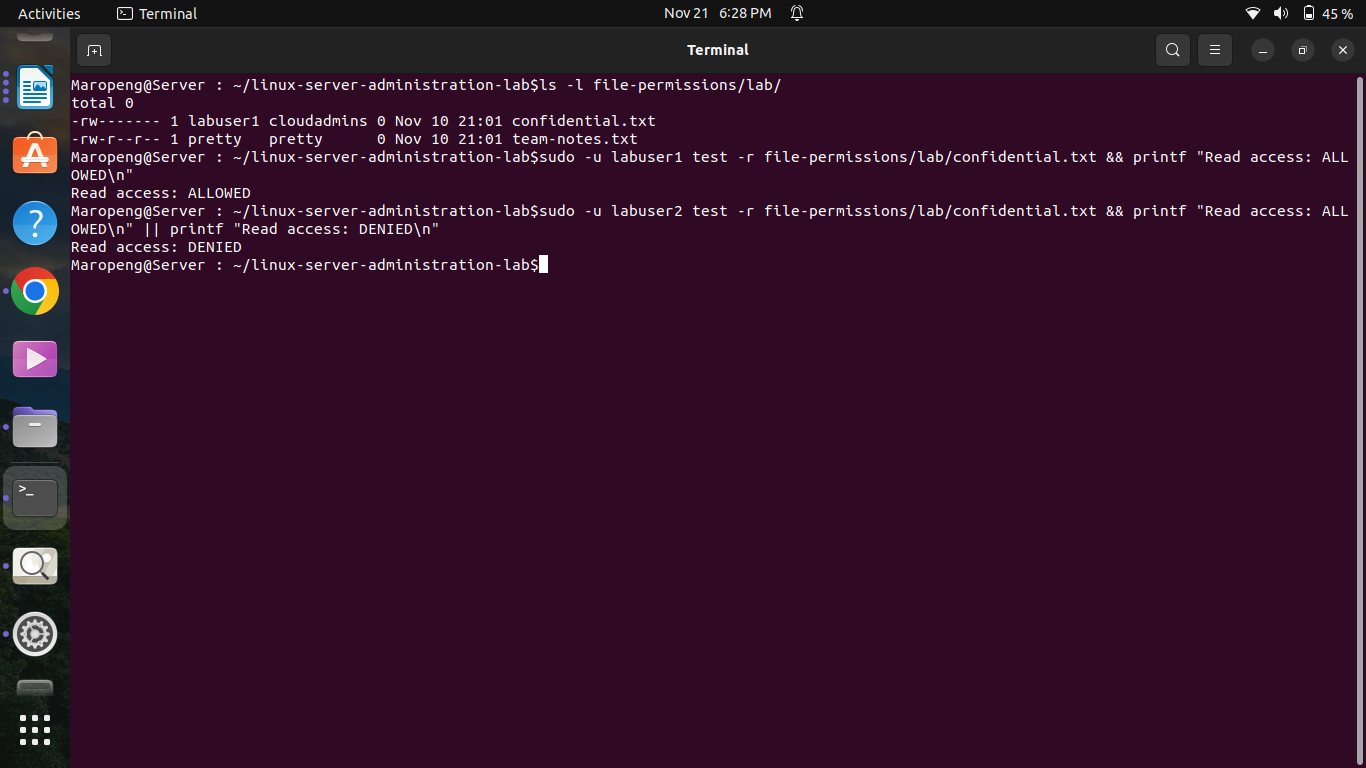 Activities
Terminal
Nov 21 6:28 PM
45 %
Terminal
Maropeng@Server : ~/linux-server-administration-lab$ls -l file-permissions/lab/
total 0
-rw------- 1 labuser1 cloudadmins 0 Nov 10 21:01 confidential.txt
-rw-r--r-- 1 pretty   pretty      0 Nov 10 21:01 team-notes.txt
Maropeng@Server : ~/linux-server-administration-lab$sudo -u labuser1 test -r file-permissions/lab/confidential.txt && printf "Read access: ALL
OWED\n"
Read access: ALLOWED
Maropeng@Server : ~/linux-server-administration-lab$sudo -u labuser2 test -r file-permissions/lab/confidential.txt && printf "Read access: ALL
OWED\n" || printf "Read access: DENIED\n"
Read access: DENIED
Maropeng@Server : ~/linux-server-administration-lab$